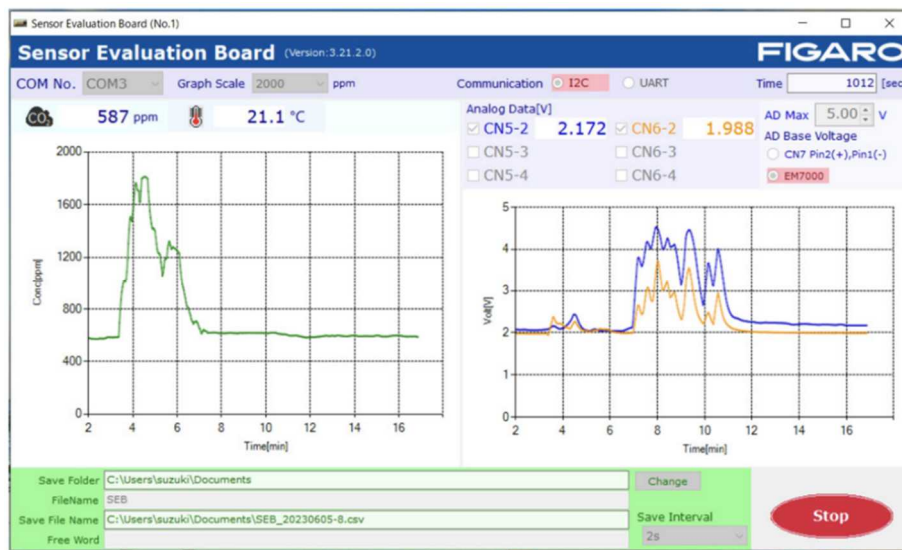 Sensor Evaluation Board (No.1)
Sensor Evaluation Board (Version:3.21.2.0) FIGARO
COM No. COM3 Graph Scale 2000 ppm Communication I2C UART Time 1012 [sec
CO2 587 ppm 21.1 °C
Analog Data[V]
CN5-2 2.172 CN6-2 1.988
CN5-3 CN6-3
CN5-4 CN6-4
AD Max 5.00 V
AD Base Voltage
CN7 Pin2(+),Pin1(-)
EM7000
2000
1600
1200
800
400
0
Conc[ppm]
2 4 6 8 10 12 14 16
Time[min]
5
4
3
2
1
0
Volt[V]
2 4 6 8 10 12 14 16
Time[min]
Save Folder C:\Users\suzuki\Documents Change
FileName SEB
Save File Name C:\Users\suzuki\Documents\SEB_20230605-8.csv Save Interval
Free Word 2s
Stop